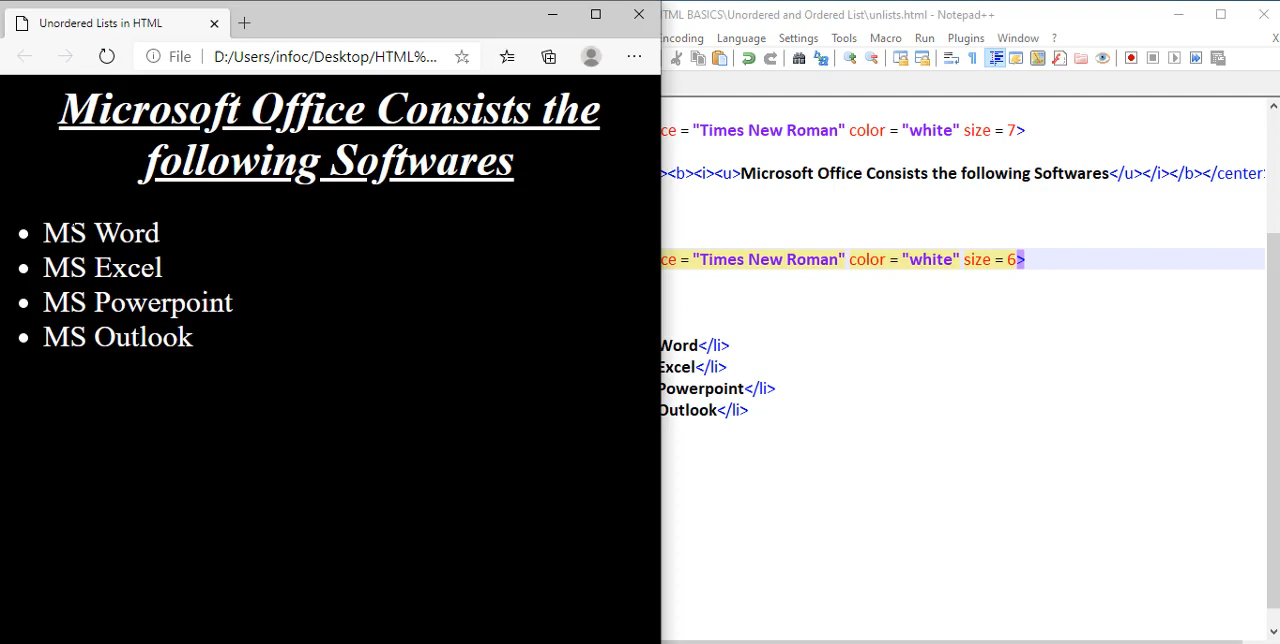 Unordered Lists in HTML
File
D:/Users/infor/Desktop/HTML%...
Microsoft Office Consists the
following Softwares
• MS Word
• MS Excel
• MS Powerpoint
• MS Outlook
HTML BASICS\Unordered and Ordered List\unlists.html - Notepad++
Encoding Language Settings Tools Macro Run Plugins Window ? X
ce = "Times New Roman" color = "white" size = 7>
><b><i><u>Microsoft Office Consists the following Softwares</u></i></b></center
ce = "Times New Roman" color = "white" size = 6>
Word</li>
Excel</li>
Powerpoint</li>
Outlook</li>